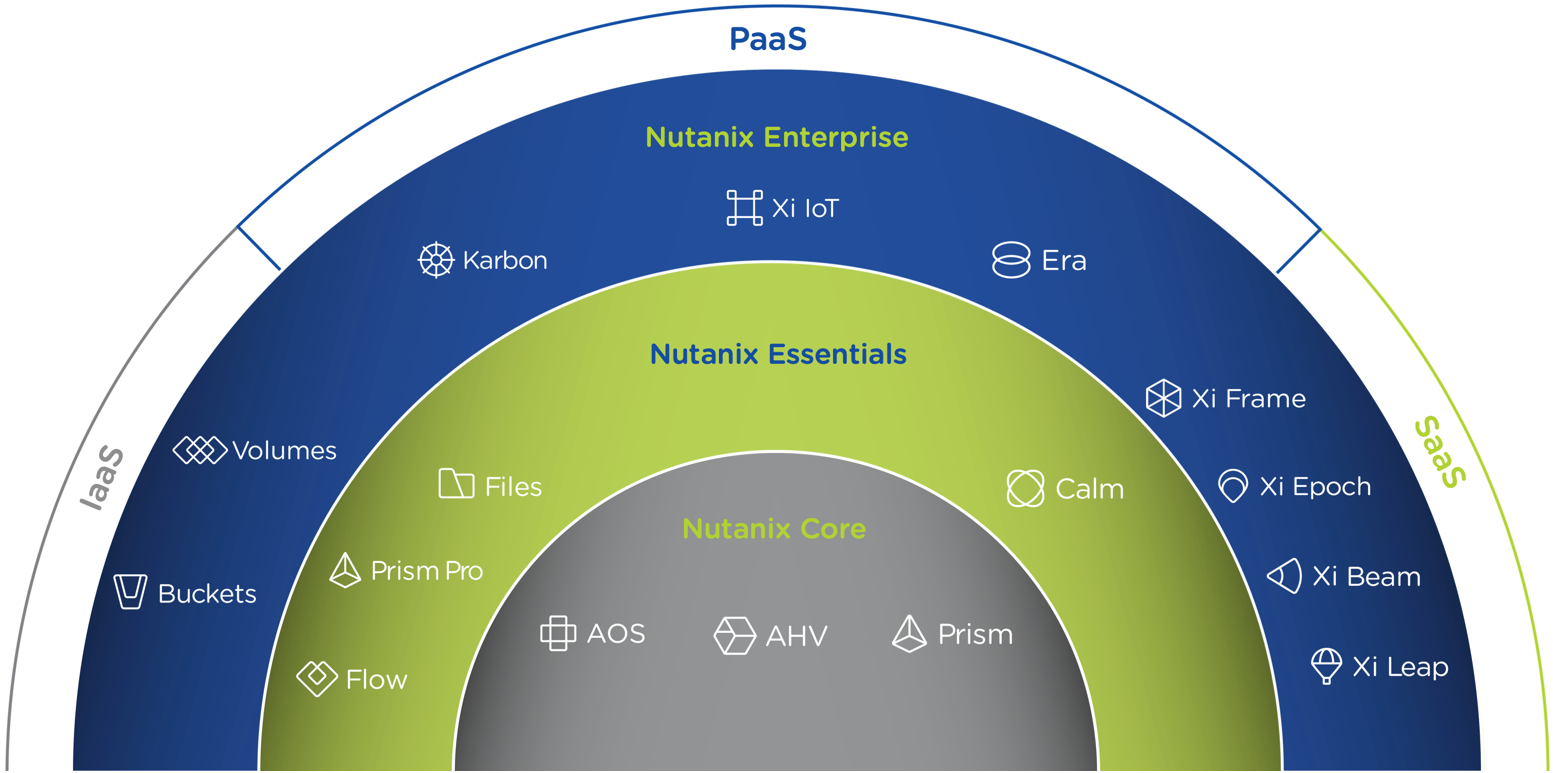 PaaS
Nutanix Enterprise
Xi IoT
Karbon
Era
Nutanix Essentials
Xi Frame
IaaS
Volumes
SaaS
Files
Calm
Xi Epoch
Nutanix Core
Prism Pro
Xi Beam
Buckets
AOS
AHV
Prism
Flow
Xi Leap